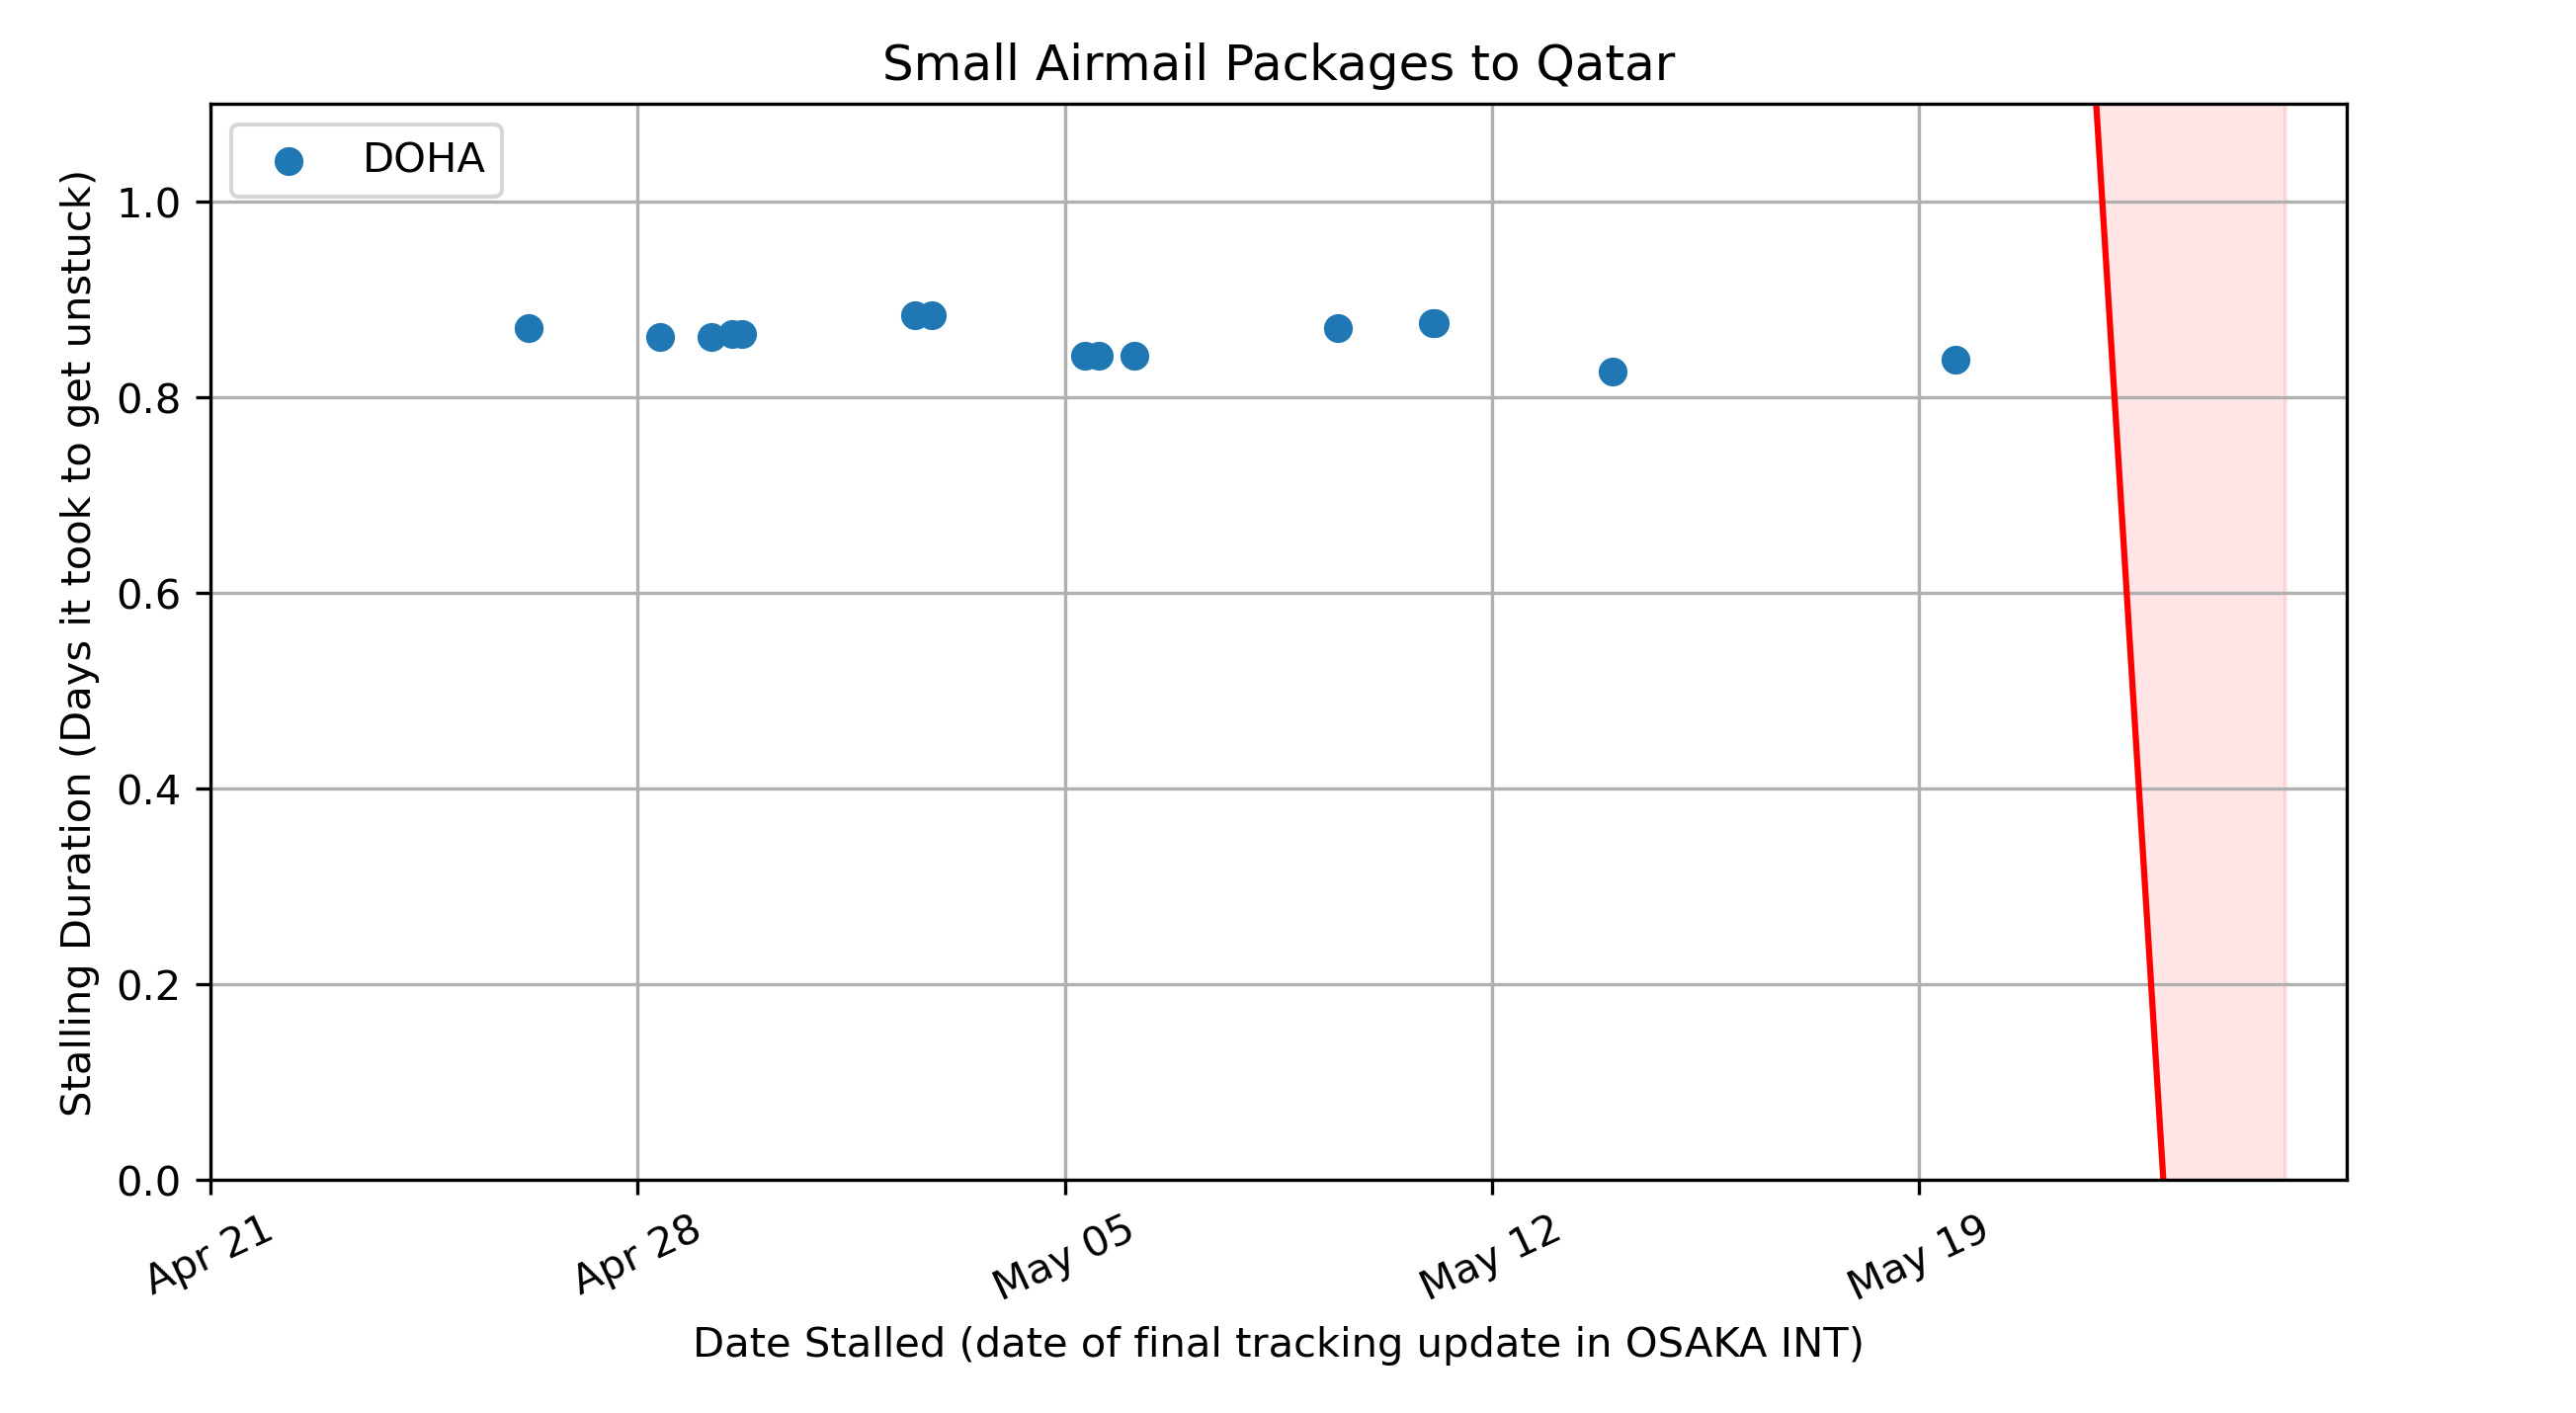 Small Airmail Packages to Qatar
DOHA
Stalling Duration (Days it took to get unstuck)
1.0
0.8
0.6
0.4
0.2
0.0
Apr 21
Apr 28
May 05
May 12
May 19
Date Stalled (date of final tracking update in OSAKA INT)